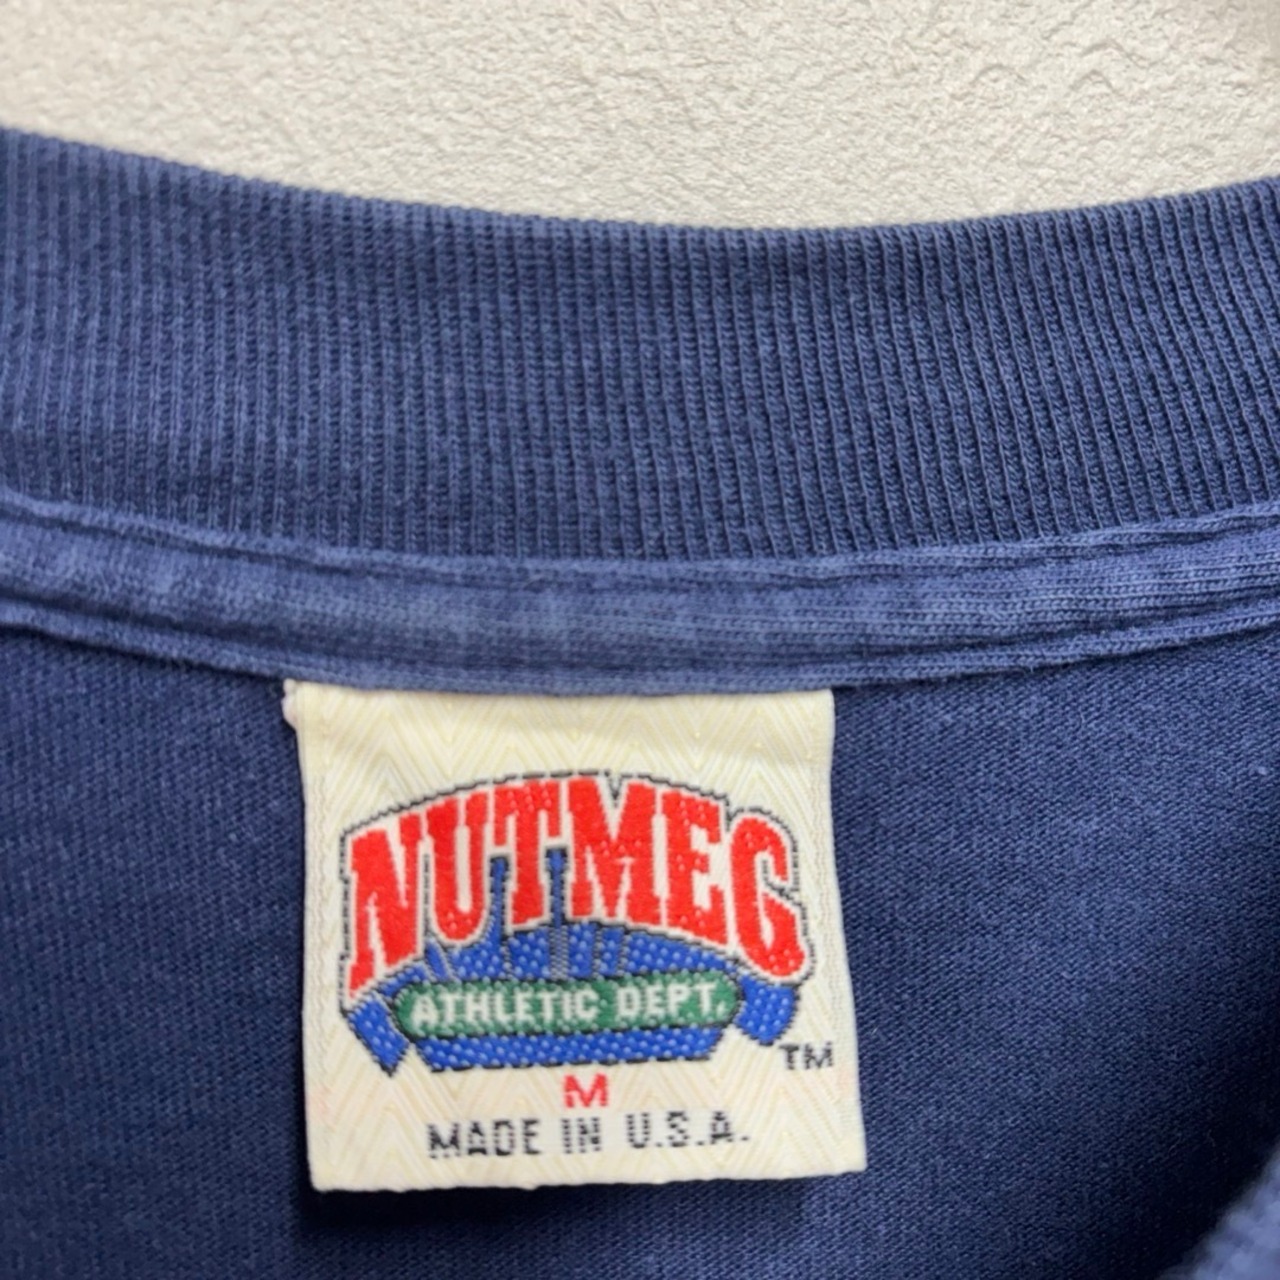 NUTMEG
ATHLETIC DEPT.
TM
M
MADE IN U.S.A.